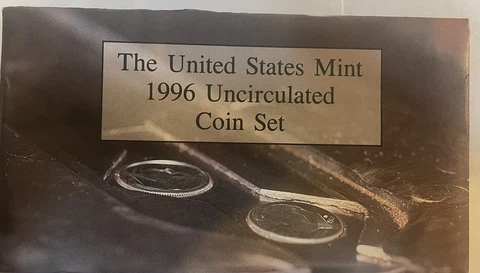 The United States Mint
1996 Uncirculated
Coin Set